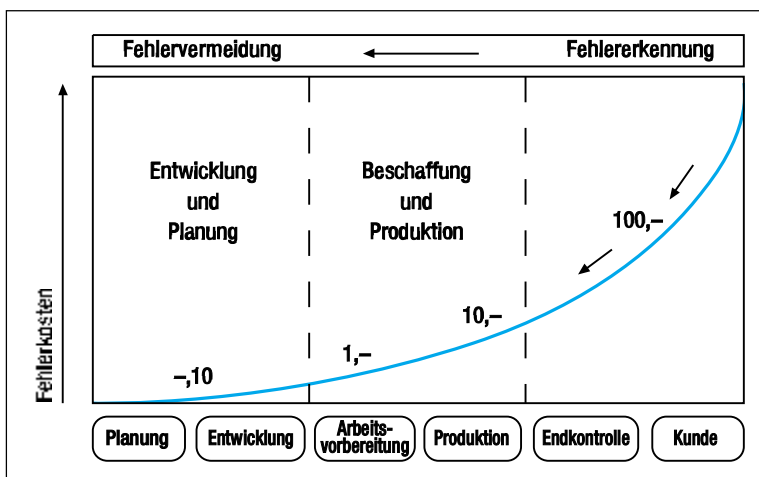 Fehlervermeidung
Fehlererkennung
Entwicklung
und
Planung
Beschaffung
und
Produktion
100,–
10,–
1,–
–,10
Fehlerkosten
Planung
Entwicklung
Arbeits-
vorbereitung
Produktion
Endkontrolle
Kunde